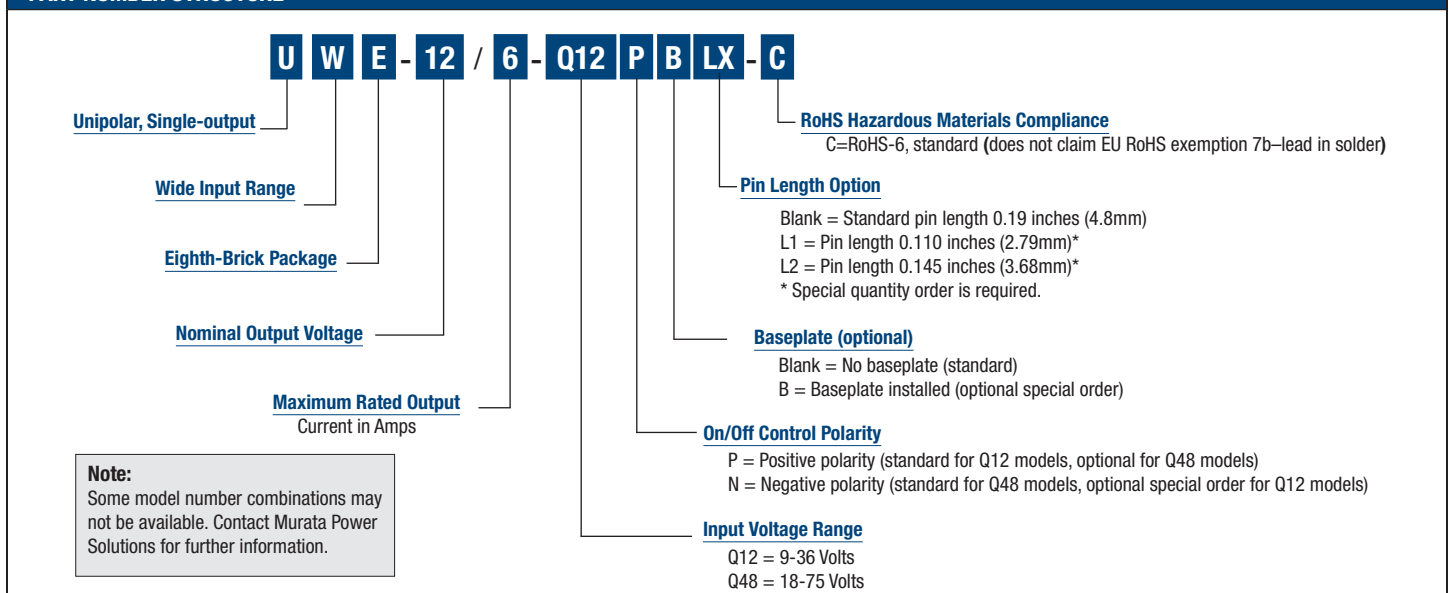 U W E - 12 / 6 - Q12 P B LX - C
Unipolar, Single-output
Wide Input Range
Eighth-Brick Package
Nominal Output Voltage
Maximum Rated Output
Current in Amps
Note:
Some model number combinations may
not be available. Contact Murata Power
Solutions for further information.
RoHS Hazardous Materials Compliance
C=RoHS-6, standard (does not claim EU RoHS exemption 7b–lead in solder)
Pin Length Option
Blank = Standard pin length 0.19 inches (4.8mm)
L1 = Pin length 0.110 inches (2.79mm)*
L2 = Pin length 0.145 inches (3.68mm)*
* Special quantity order is required.
Baseplate (optional)
Blank = No baseplate (standard)
B = Baseplate installed (optional special order)
On/Off Control Polarity
P = Positive polarity (standard for Q12 models, optional for Q48 models)
N = Negative polarity (standard for Q48 models, optional special order for Q12 models)
Input Voltage Range
Q12 = 9-36 Volts
Q48 = 18-75 Volts